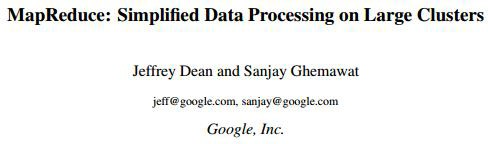 MapReduce: Simplified Data Processing on Large Clusters
Jeffrey Dean and Sanjay Ghemawat
jeff@google.com, sanjay@google.com
Google, Inc.